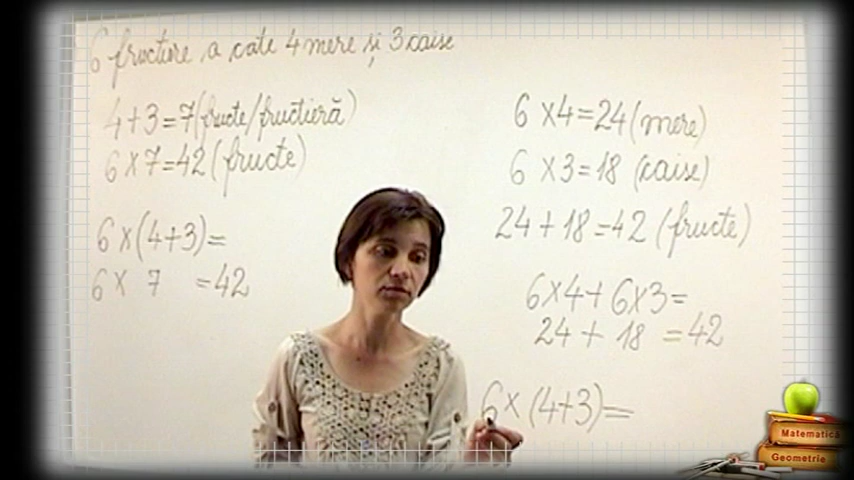 6 fructiere a cate 4 mere și 3 caise
4+3=7(fructe/fructieră)
6×7=42(fructe)
6×(4+3)=
6× 7 =42
6×4=24(mere)
6×3=18 (caise)
24+18=42(fructe)
6×4+6×3=
24+ 18 =42
6×(4+3)=
Matematică
Geometrie